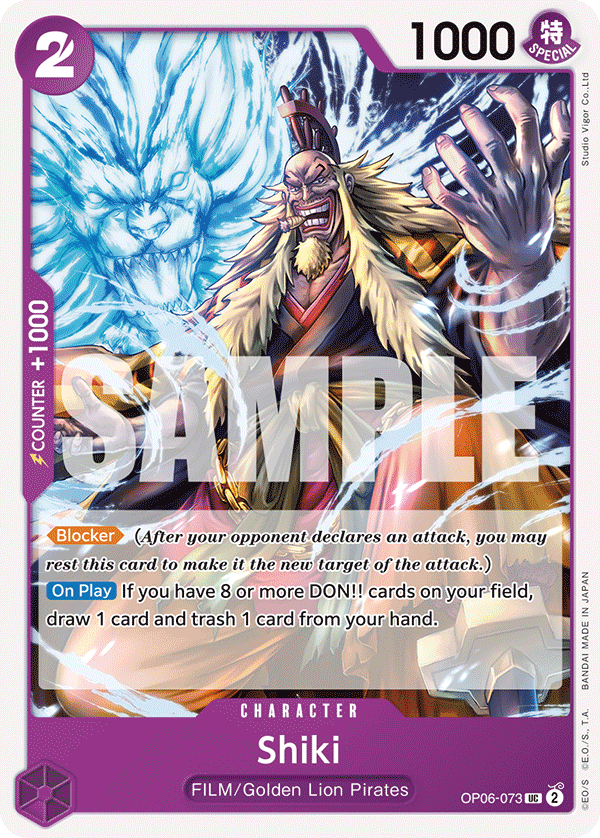 2
1000
特
SPECIAL
Studio Vigor Co.,Ltd
COUNTER +1000
SAMPLE
Blocker (After your opponent declares an attack, you may
rest this card to make it the new target of the attack.)
On Play If you have 8 or more DON!! cards on your field,
draw 1 card and trash 1 card from your hand.
CHARACTER
Shiki
FILM/Golden Lion Pirates
OP06-073 UC 2
©EO/S ©E.O./S., T.A. BANDAI MADE IN JAPAN